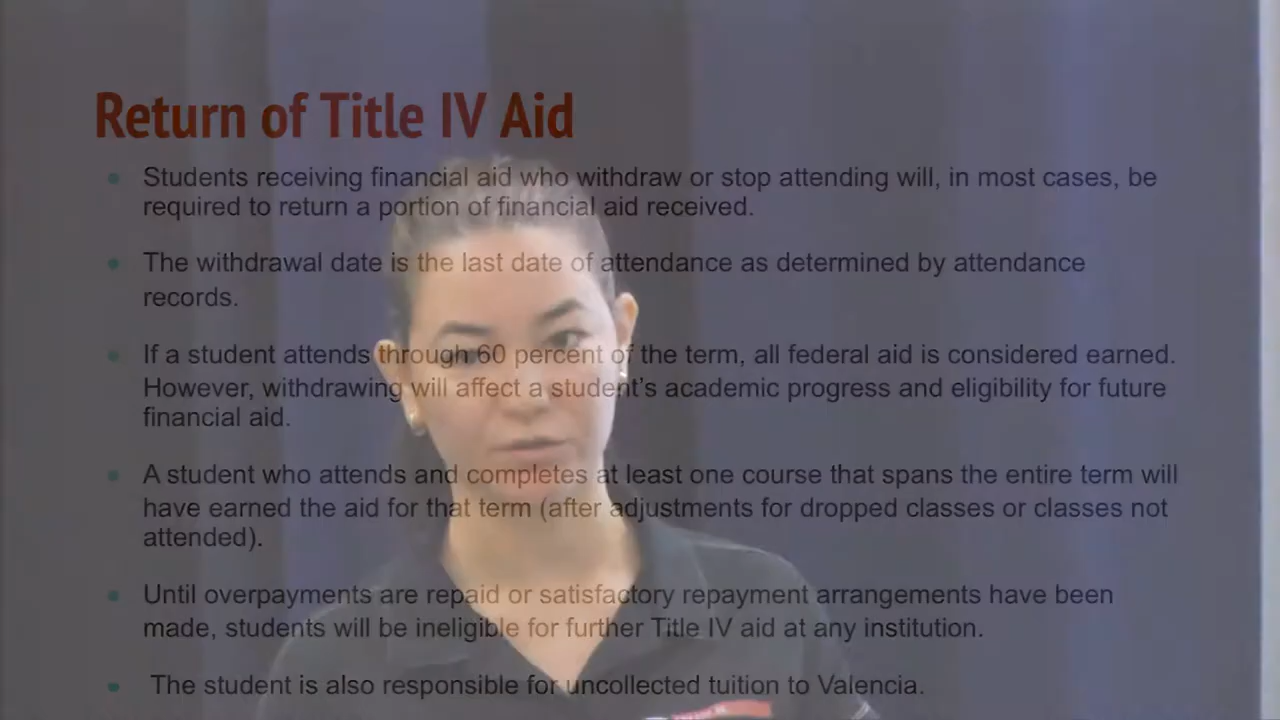 Return of Title IV Aid
Students receiving financial aid who withdraw or stop attending will, in most cases, be
required to return a portion of financial aid received.
The withdrawal date is the last date of attendance as determined by attendance
records.
If a student attends through 60 percent of the term, all federal aid is considered earned.
However, withdrawing will affect a student's academic progress and eligibility for future
financial aid.
A student who attends and completes at least one course that spans the entire term will
have earned the aid for that term (after adjustments for dropped classes or classes not
attended).
Until overpayments are repaid or satisfactory repayment arrangements have been
made, students will be ineligible for further Title IV aid at any institution.
The student is also responsible for uncollected tuition to Valencia.